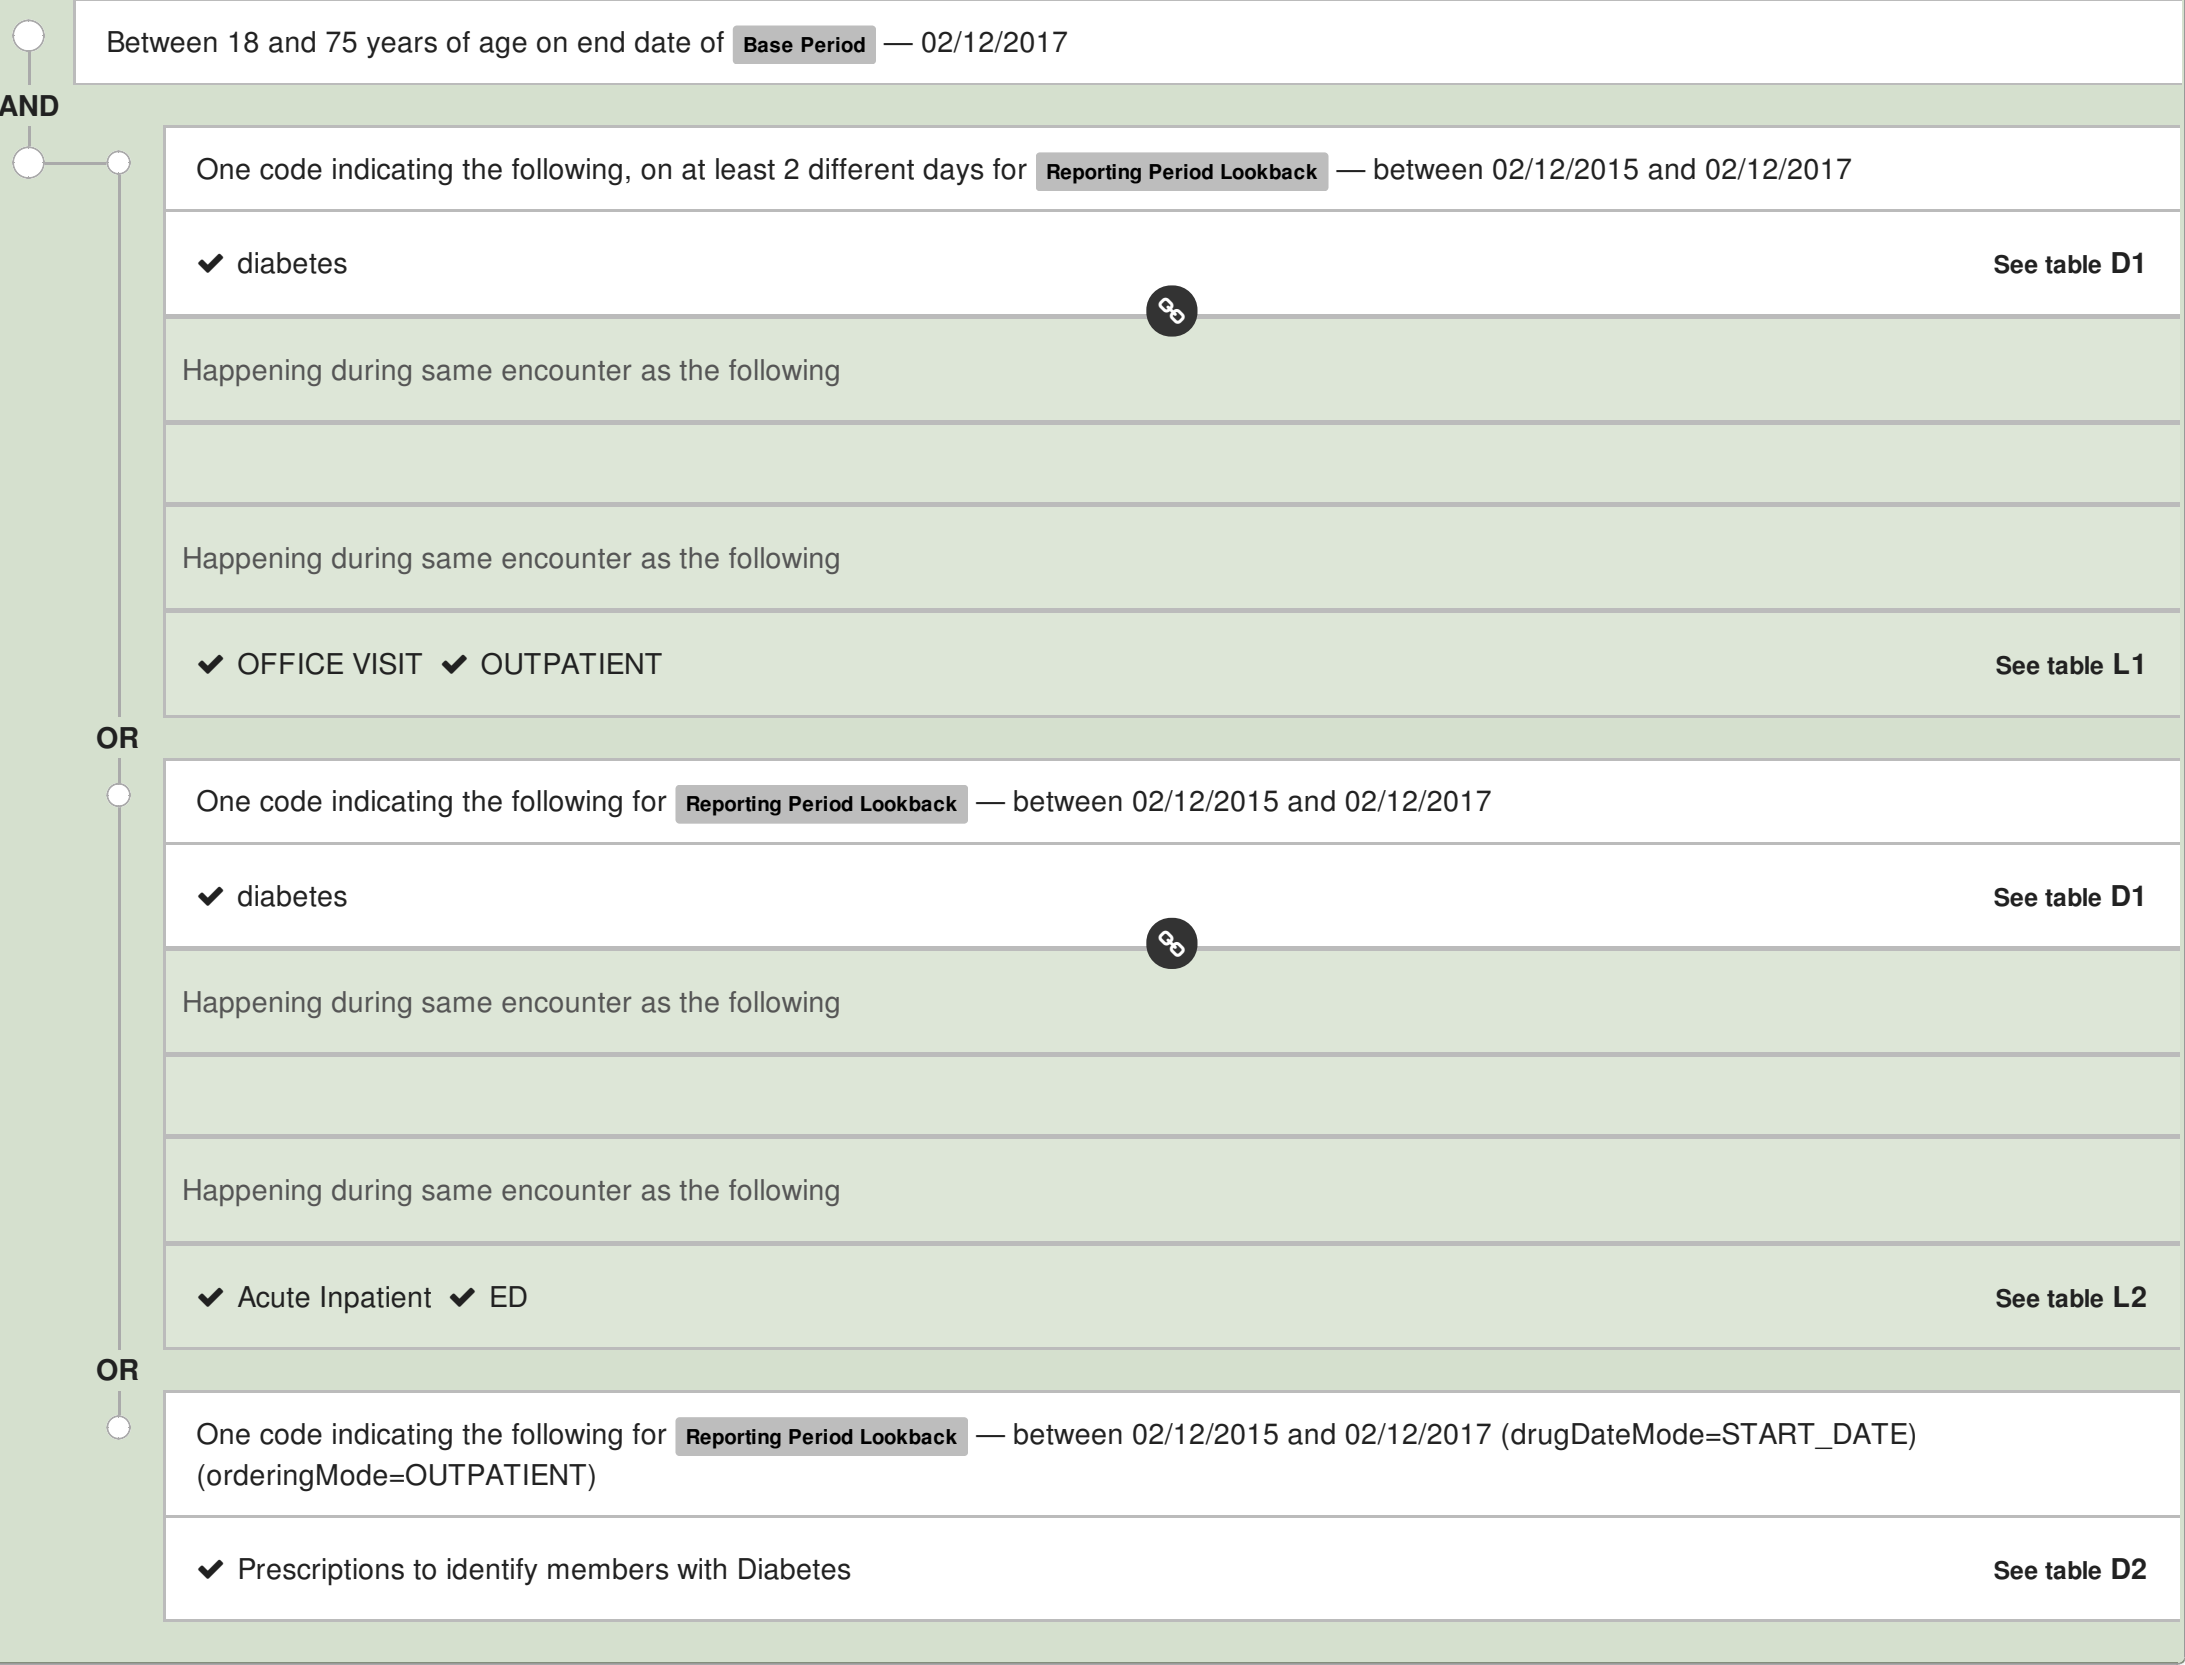 Between 18 and 75 years of age on end date of Base Period — 02/12/2017
AND
One code indicating the following, on at least 2 different days for Reporting Period Lookback — between 02/12/2015 and 02/12/2017
diabetes See table D1
Happening during same encounter as the following
Happening during same encounter as the following
OFFICE VISIT OUTPATIENT See table L1
OR
One code indicating the following for Reporting Period Lookback — between 02/12/2015 and 02/12/2017
diabetes See table D1
Happening during same encounter as the following
Happening during same encounter as the following
Acute Inpatient ED See table L2
OR
One code indicating the following for Reporting Period Lookback — between 02/12/2015 and 02/12/2017 (drugDateMode=START_DATE)
(orderingMode=OUTPATIENT)
Prescriptions to identify members with Diabetes See table D2